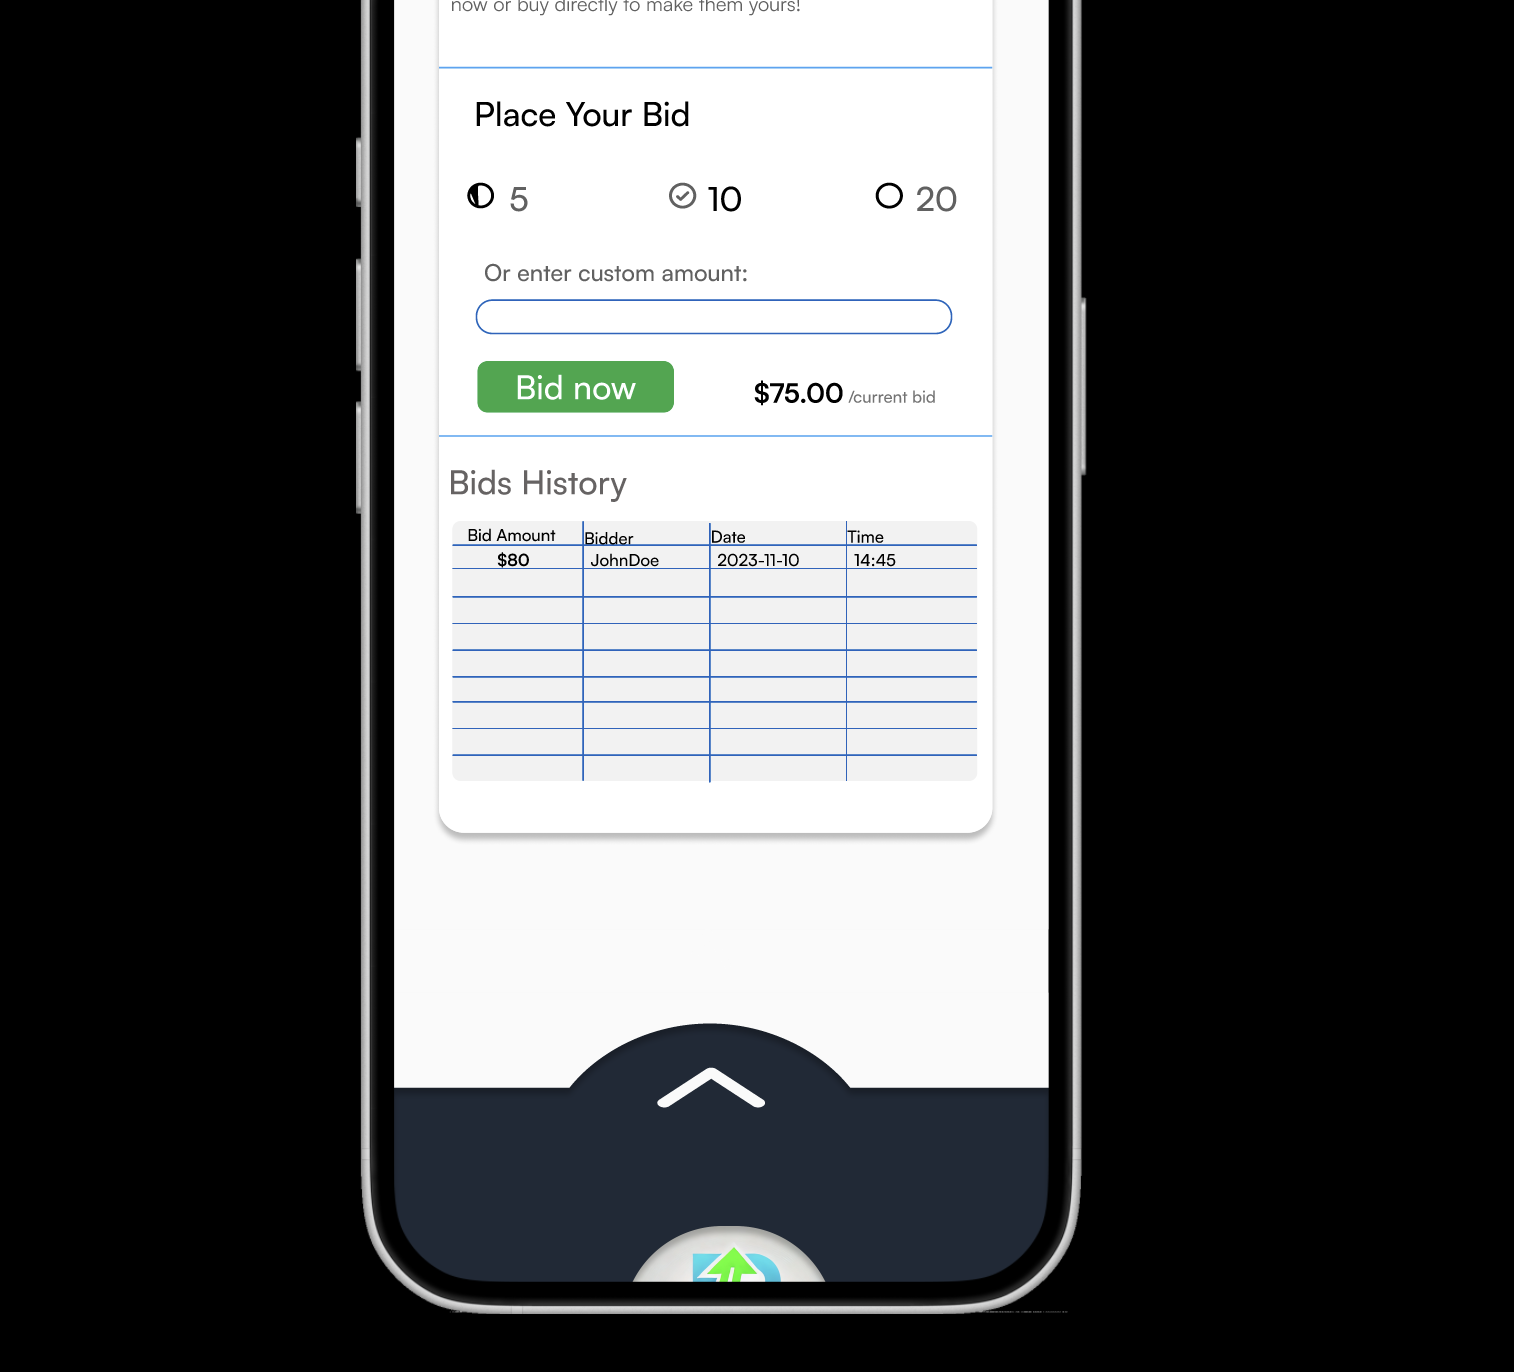 now or buy directly to make them yours!
Place Your Bid
5 10 20
Or enter custom amount:
Bid now $75.00 /current bid
Bids History
Bid Amount Bidder Date Time
$80 JohnDoe 2023-11-10 14:45